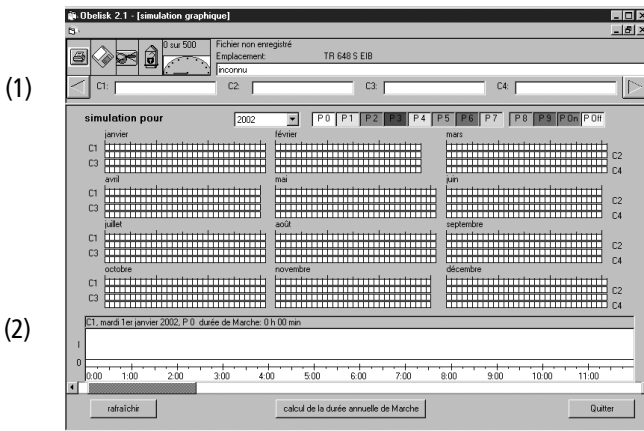 Obelisk 2.1 - [simulation graphique]
0 sur 500
Fichier non enregistré
Emplacement: TR 648 S EIB
inconnu
(1)
C1: C2: C3: C4:
simulation pour 2002 P 0 P 1 P 2 P 3 P 4 P 5 P 6 P 7 P 8 P 9 P 0n P 0ff
janvier février mars
C1
C3
C2
C4
avril mai juin
C1
C3
C2
C4
juillet août septembre
C1
C3
C2
C4
octobre novembre décembre
C1
C3
C2
C4
(2)
C1, mardi 1er janvier 2002, P 0 durée de Marche: 0 h 00 min
I
0
0:00 1:00 2:00 3:00 4:00 5:00 6:00 7:00 8:00 9:00 10:00 11:00
rafraîchir calcul de la durée annuelle de Marche Quitter